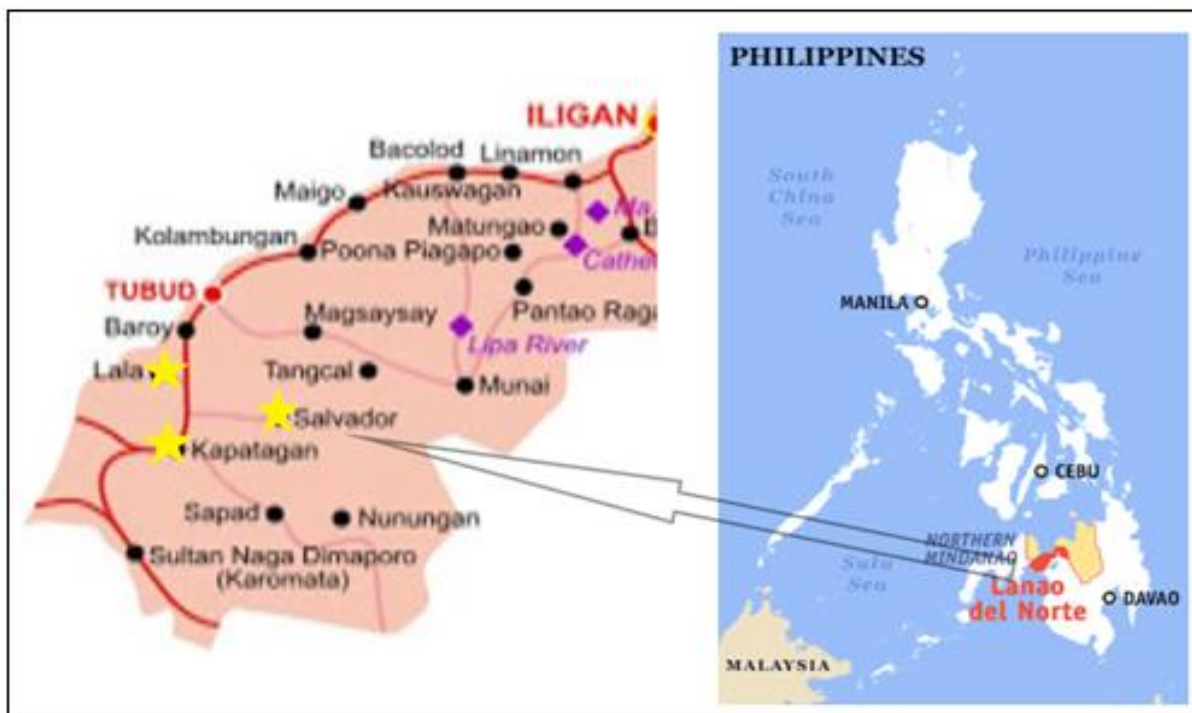 ILIGAN
Bacolod
Linamon
Kauswagan
Maigo
Matungao
Kolambungan
Poona Piagapo
TUBUD
Magsaysay
Pantao Raga
Baroy
Lipa River
Lala
Tangcal
Munai
Salvador
Kapatagan
Sapad
Nunungan
Sultan Naga Dimaporo
(Karomata)
PHILIPPINES
South
China
Sea
Philippine
Sea
MANILA
CEBU
NORTHERN
MINDANAO
Sulu
Sea
Lanao
del Norte
DAVAO
MALAYSIA